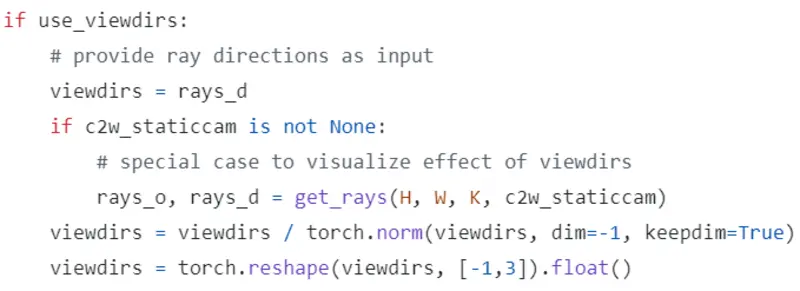 if use_viewdirs:
# provide ray directions as input
viewdirs = rays_d
if c2w_staticcam is not None:
# special case to visualize effect of viewdirs
rays_o, rays_d = get_rays(H, W, K, c2w_staticcam)
viewdirs = viewdirs / torch.norm(viewdirs, dim=-1, keepdim=True)
viewdirs = torch.reshape(viewdirs, [-1,3]).float()